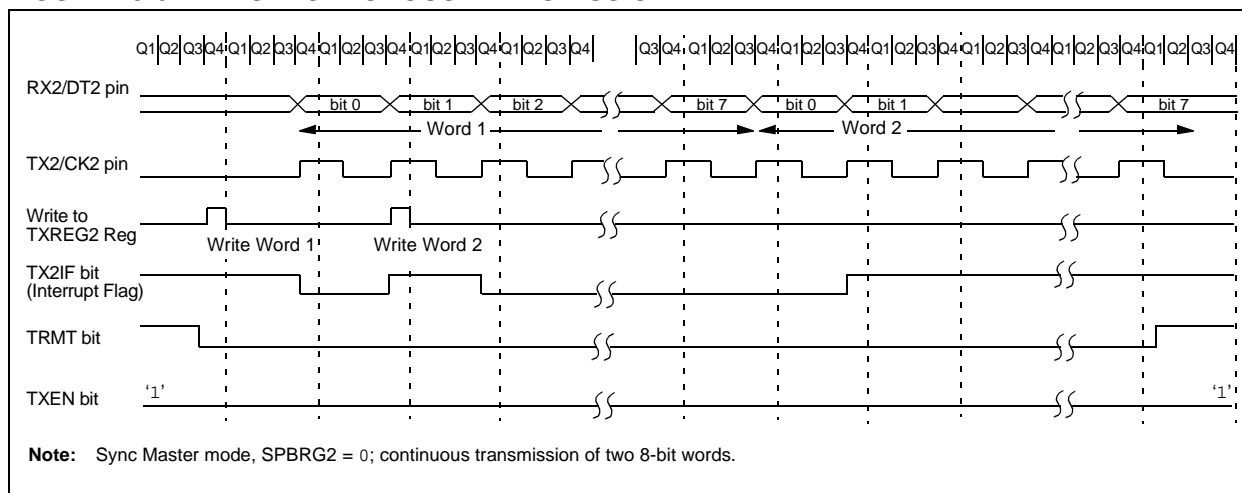 Q1 Q2 Q3 Q4 Q1 Q2 Q3 Q4 Q1 Q2 Q3 Q4 Q1 Q2 Q3 Q4 Q1 Q2 Q3 Q4 Q3 Q4 Q1 Q2 Q3 Q4 Q1 Q2 Q3 Q4 Q1 Q2 Q3 Q4 Q1 Q2 Q3 Q4 Q1 Q2 Q3 Q4 Q1 Q2 Q3 Q4
RX2/DT2 pin
bit 0 bit 1 bit 2 bit 7 bit 0 bit 1 bit 7
Word 1 Word 2
TX2/CK2 pin
Write to
TXREG2 Reg
Write Word 1 Write Word 2
TX2IF bit
(Interrupt Flag)
TRMT bit
TXEN bit
‘1’ ‘1’
Note: Sync Master mode, SPBRG2 = 0; continuous transmission of two 8-bit words.